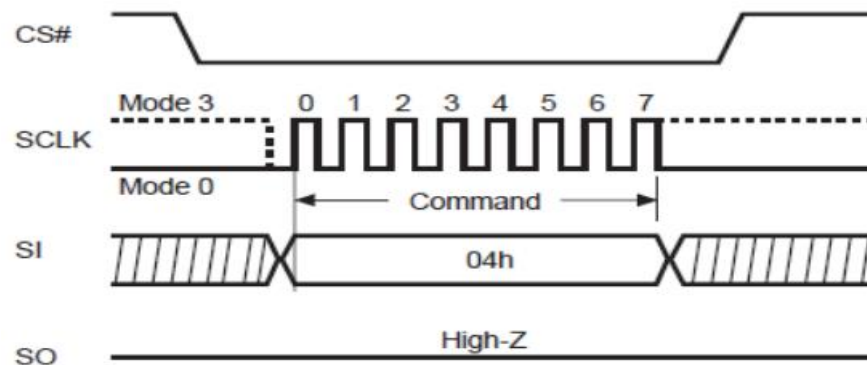 CS#
Mode 3 0 1 2 3 4 5 6 7
SCLK
Mode 0
Command
SI
04h
High-Z
SO